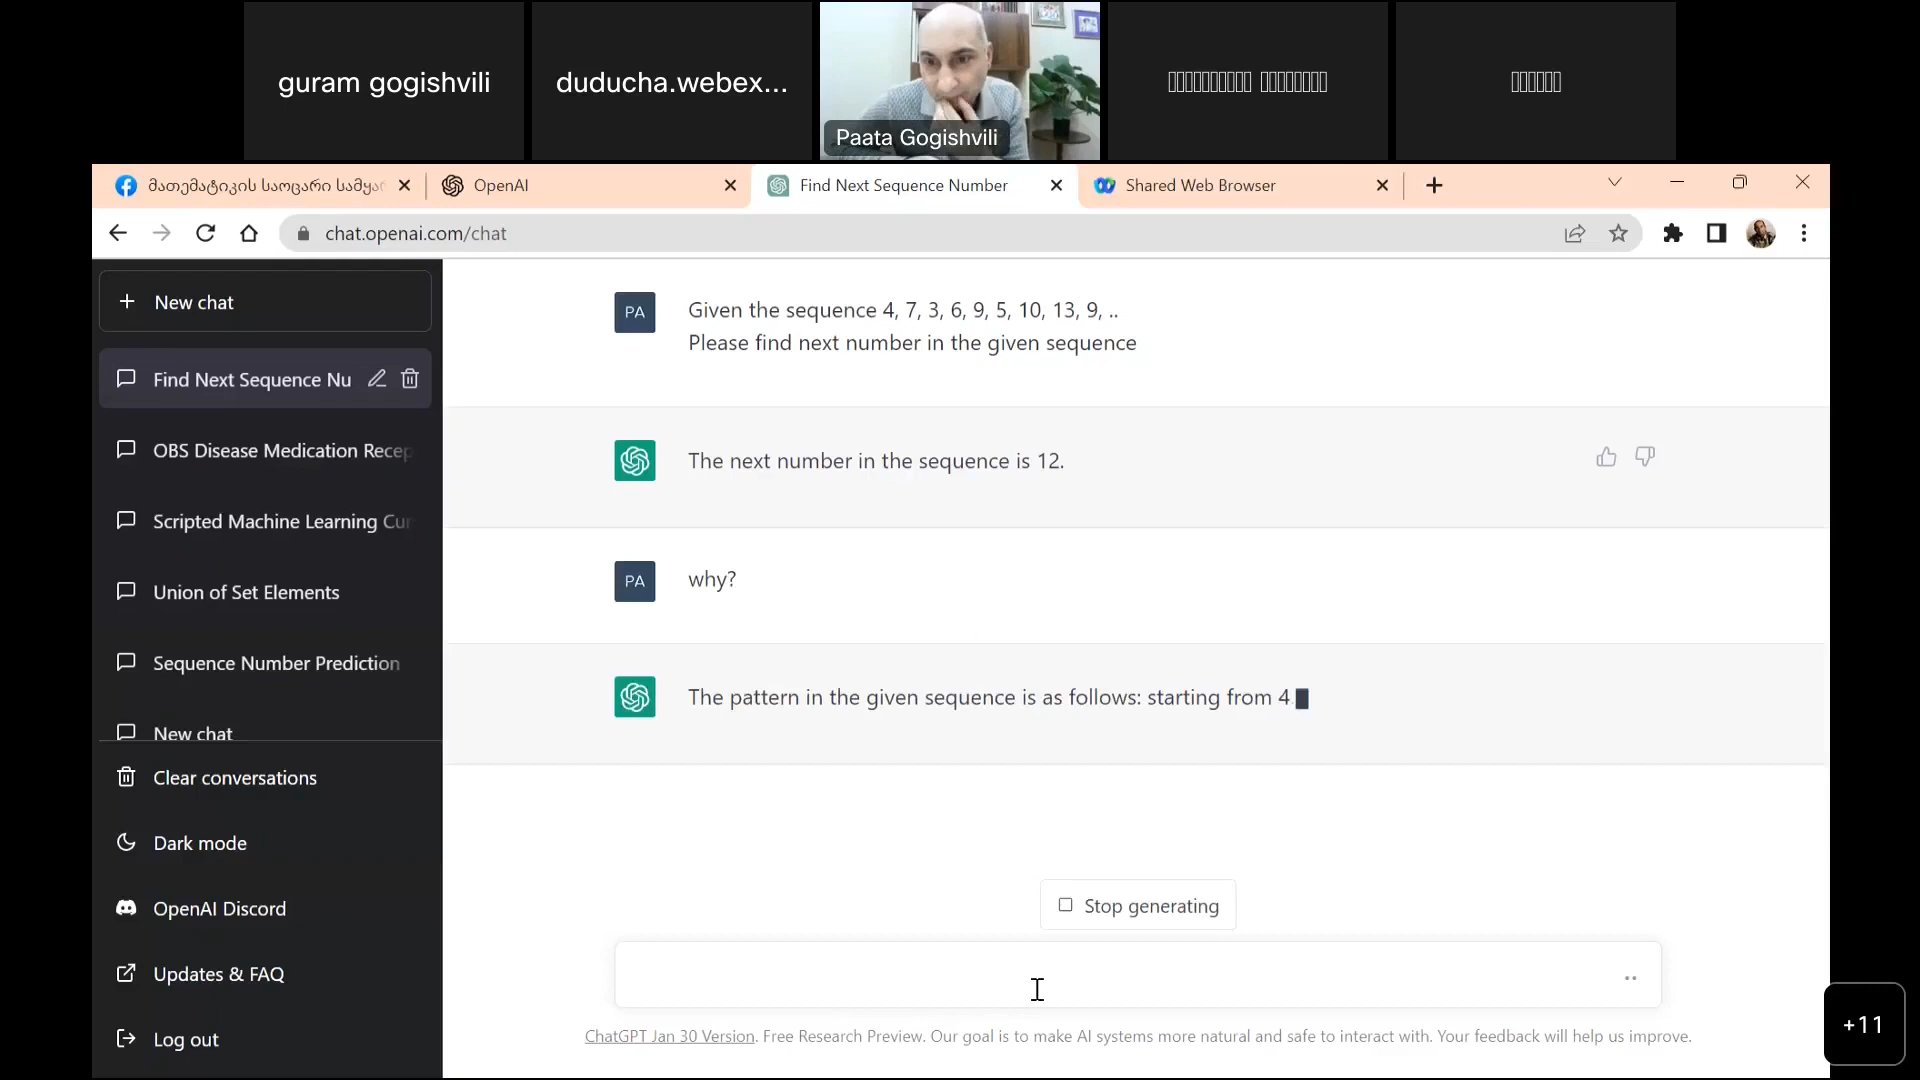 guram gogishvili
duducha.webex...
Paata Gogishvili
მათემატიკის საოცარი სამყარ
OpenAI
Find Next Sequence Number
Shared Web Browser
chat.openai.com/chat
New chat
Find Next Sequence Nu
OBS Disease Medication Recep
Scripted Machine Learning Cur
Union of Set Elements
Sequence Number Prediction
New chat
Clear conversations
Dark mode
OpenAI Discord
Updates & FAQ
Log out
PA
Given the sequence 4, 7, 3, 6, 9, 5, 10, 13, 9, ..
Please find next number in the given sequence
The next number in the sequence is 12.
PA
why?
The pattern in the given sequence is as follows: starting from 4
Stop generating
ChatGPT Jan 30 Version. Free Research Preview. Our goal is to make AI systems more natural and safe to interact with. Your feedback will help us improve.
+11